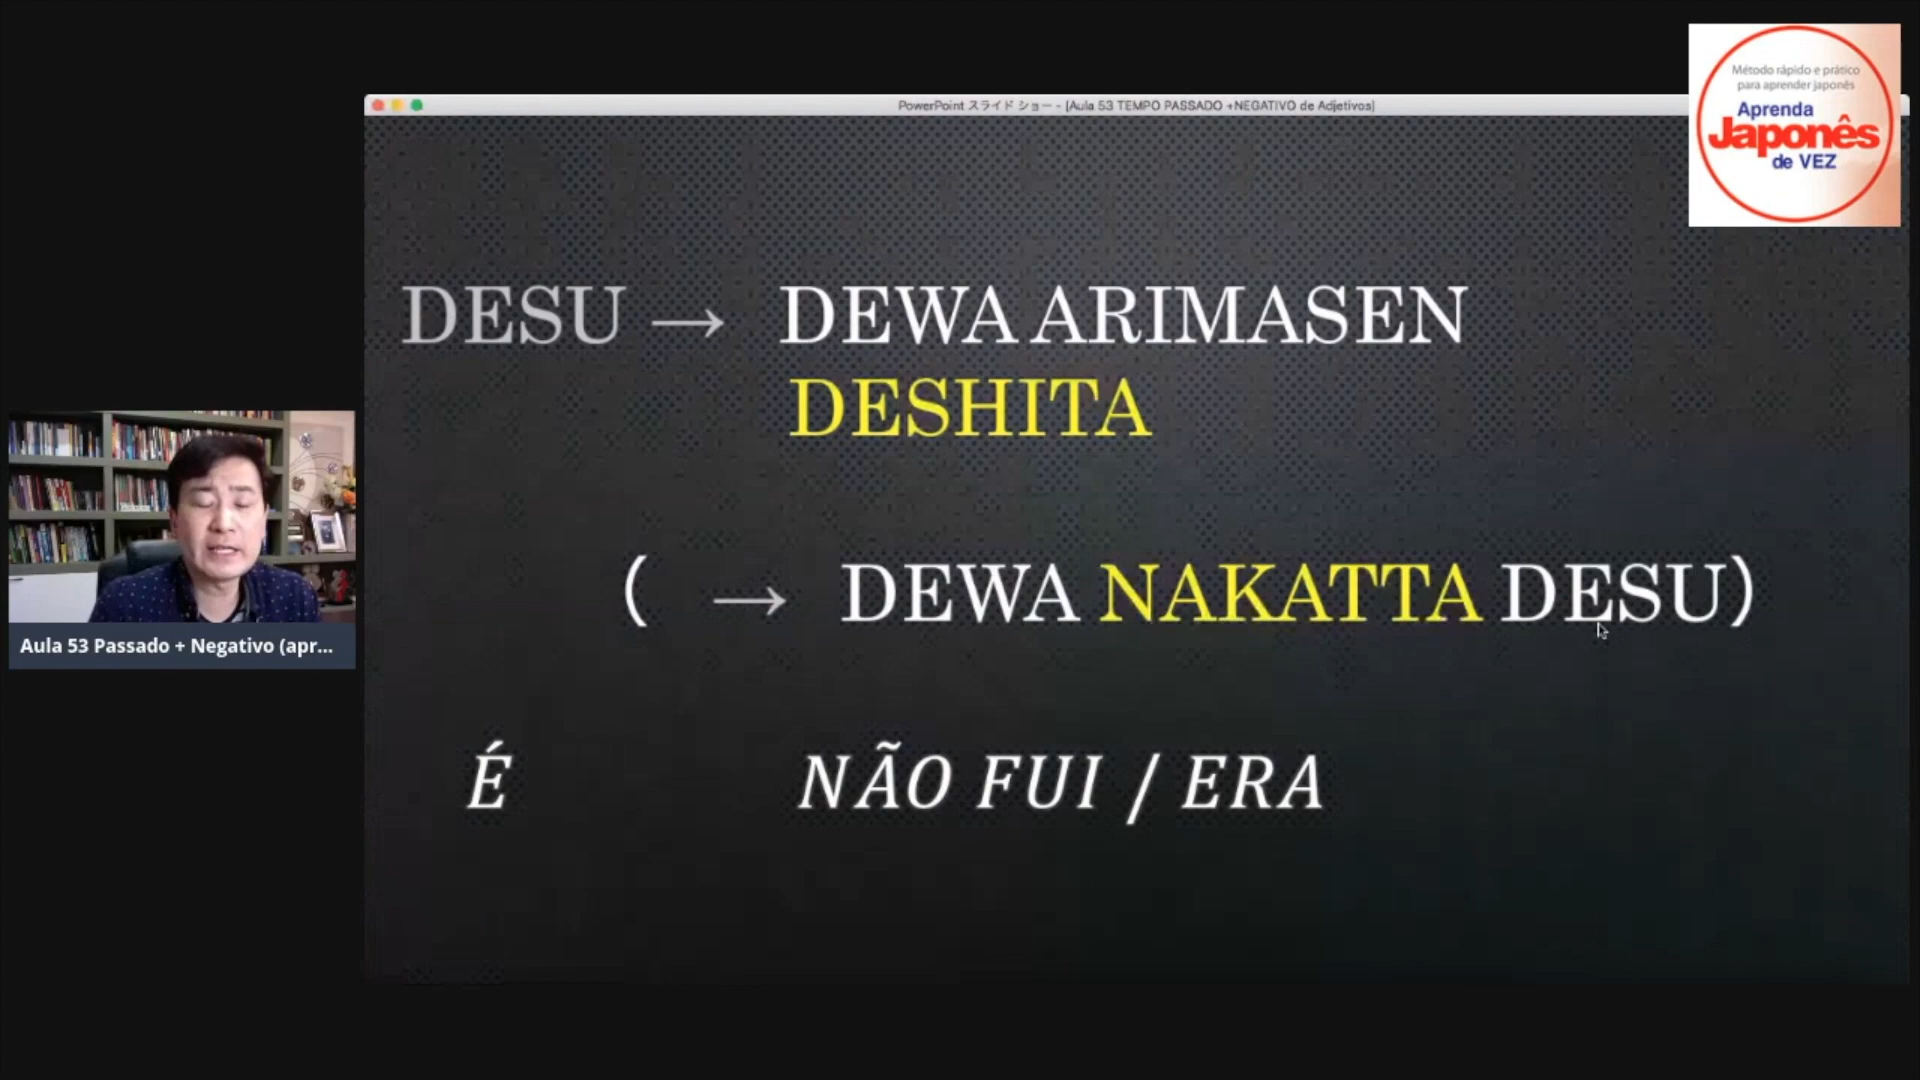 Método rápido e prático
para aprender japonês
Aprenda
Japonês
de VEZ
PowerPoint スライド ショー - [Aula 53 TEMPO PASSADO +NEGATIVO de Adjetivos]
DESU → DEWA ARIMASEN
DESHITA
( → DEWA NAKATTA DESU)
É NÃO FUI / ERA
Aula 53 Passado + Negativo (apr...